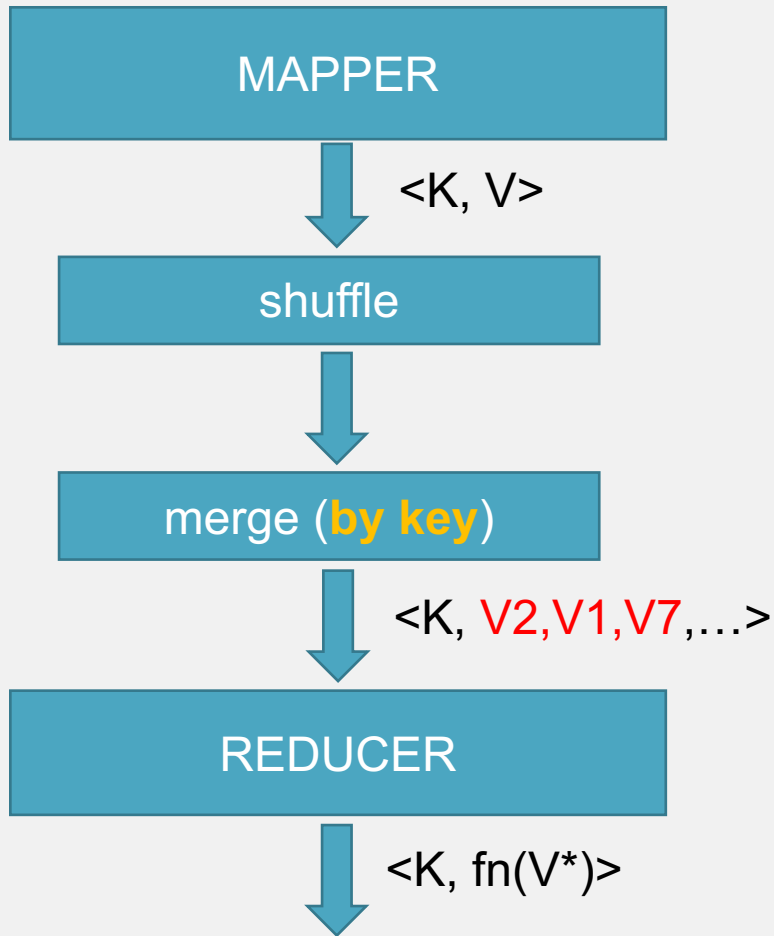 MAPPER
<K, V>
shuffle
merge (by key)
<K, V2,V1,V7,...>
REDUCER
<K, fn(V*)>